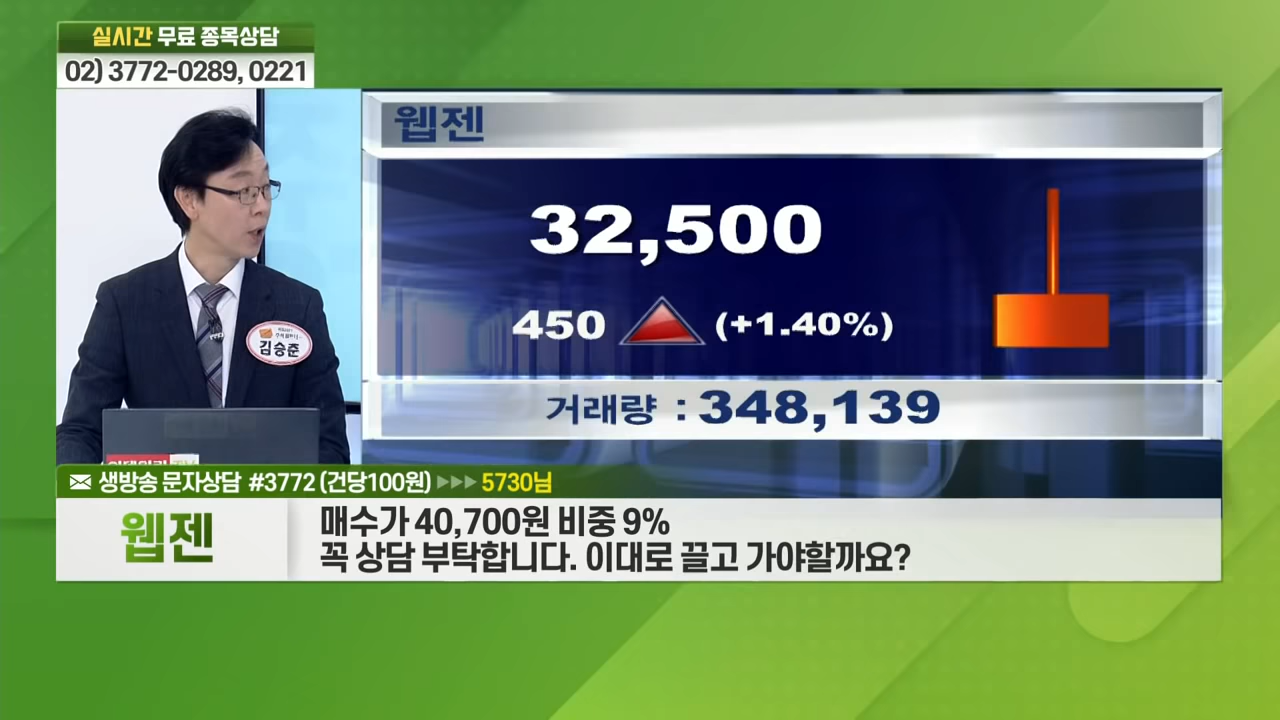 실시간 무료 종목상담
02) 3772-0289, 0221
웹젠
32,500
450 (+1.40%)
거래량 : 348,139
김승준
생방송 문자상담 #3772 (건당100원) 5730님
웹젠
매수가 40,700원 비중 9%
꼭 상담 부탁합니다. 이대로 끌고 가야할까요?